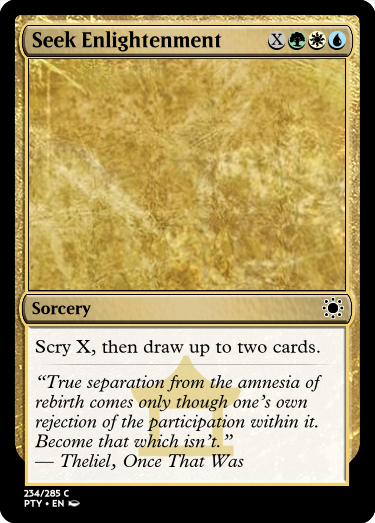 Seek Enlightenment X
Sorcery
Scry X, then draw up to two cards.
“True separation from the amnesia of
rebirth comes only though one’s own
rejection of the participation within it.
Become that which isn’t.”
— Theliel, Once That Was
234/285 C
PTY • EN